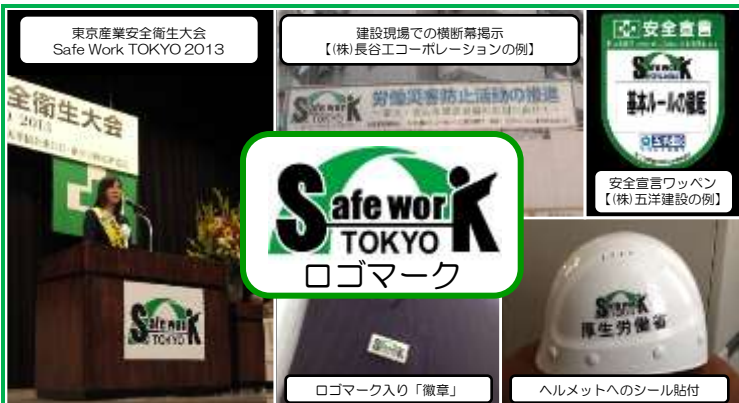 東京産業安全衛生大会
Safe Work TOKYO 2013
全衛生大会
2013
Safe work
TOKYO
建設現場での横断幕掲示
【(株)長谷工コーポレーションの例】
Safe work
TOKYO
労働災害防止活動の推進
安全宣言
Safe work
基本ルールの徹底
安全宣言ワッペン
【(株)五洋建設の例】
Safe work
TOKYO
ロゴマーク
ロゴマーク入り「徽章」
Safe work
厚生労働省
ヘルメットへのシール貼付